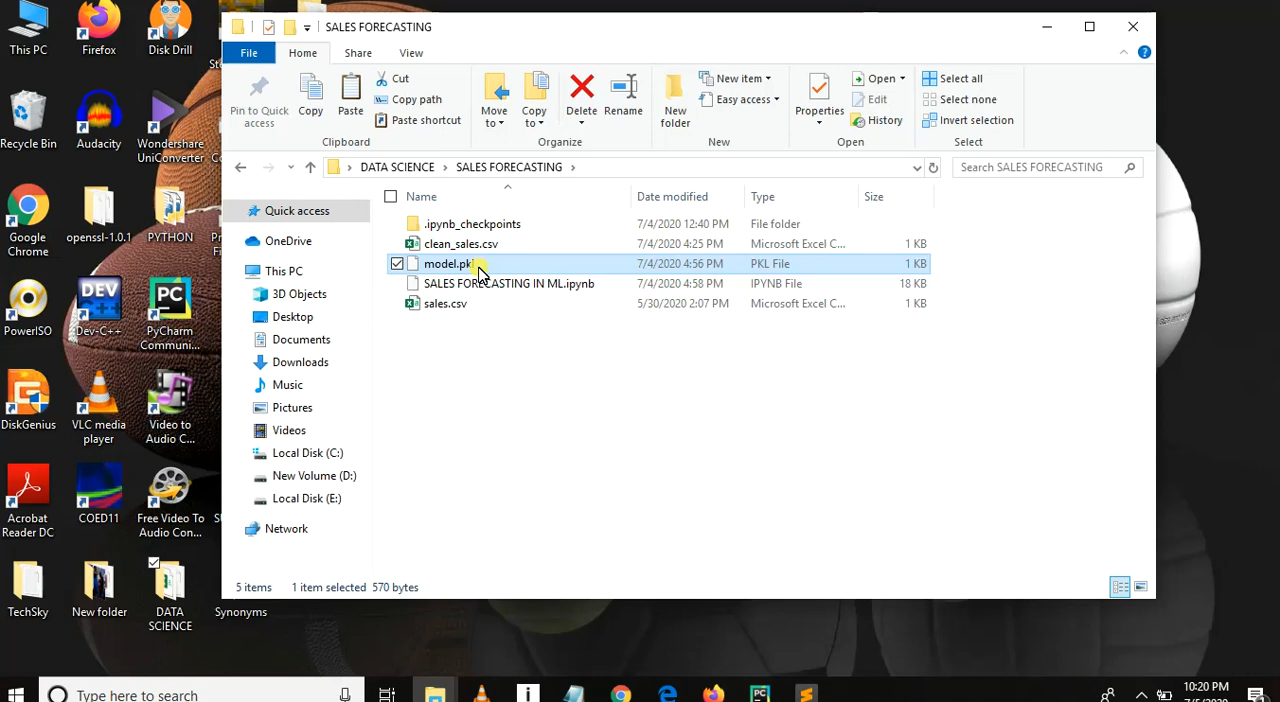 SALES FORECASTING
File Home Share View
Pin to Quick access
Copy
Paste
Cut
Copy path
Paste shortcut
Clipboard
Move to
Copy to
Delete
Rename
Organize
New folder
New item
Easy access
New
Properties
Open
Edit
History
Open
Select all
Select none
Invert selection
Select
DATA SCIENCE SALES FORECASTING
Search SALES FORECASTING
Name Date modified Type Size
.ipynb_checkpoints 7/4/2020 12:40 PM File folder
clean_sales.csv 7/4/2020 4:25 PM Microsoft Excel C... 1 KB
model.pkl 7/4/2020 4:56 PM PKL File 1 KB
SALES FORECASTING IN ML.ipynb 7/4/2020 4:58 PM IPYNB File 18 KB
sales.csv 5/30/2020 2:07 PM Microsoft Excel C... 1 KB
Quick access
OneDrive
This PC
3D Objects
Desktop
Documents
Downloads
Music
Pictures
Videos
Local Disk (C:)
New Volume (D:)
Local Disk (E:)
Network
5 items 1 item selected 570 bytes
This PC
Firefox
Disk Drill
Recycle Bin
Audacity
Wondershare UniConverter
Google Chrome
openssl-1.0.1
PYTHON
PowerISO
Dev-C++
PyCharm Communi...
DiskGenius
VLC media player
Video to Audio C...
Acrobat Reader DC
COED11
Free Video To Audio Con...
TechSky
New folder
DATA SCIENCE
Synonyms
Type here to search
10:20 PM